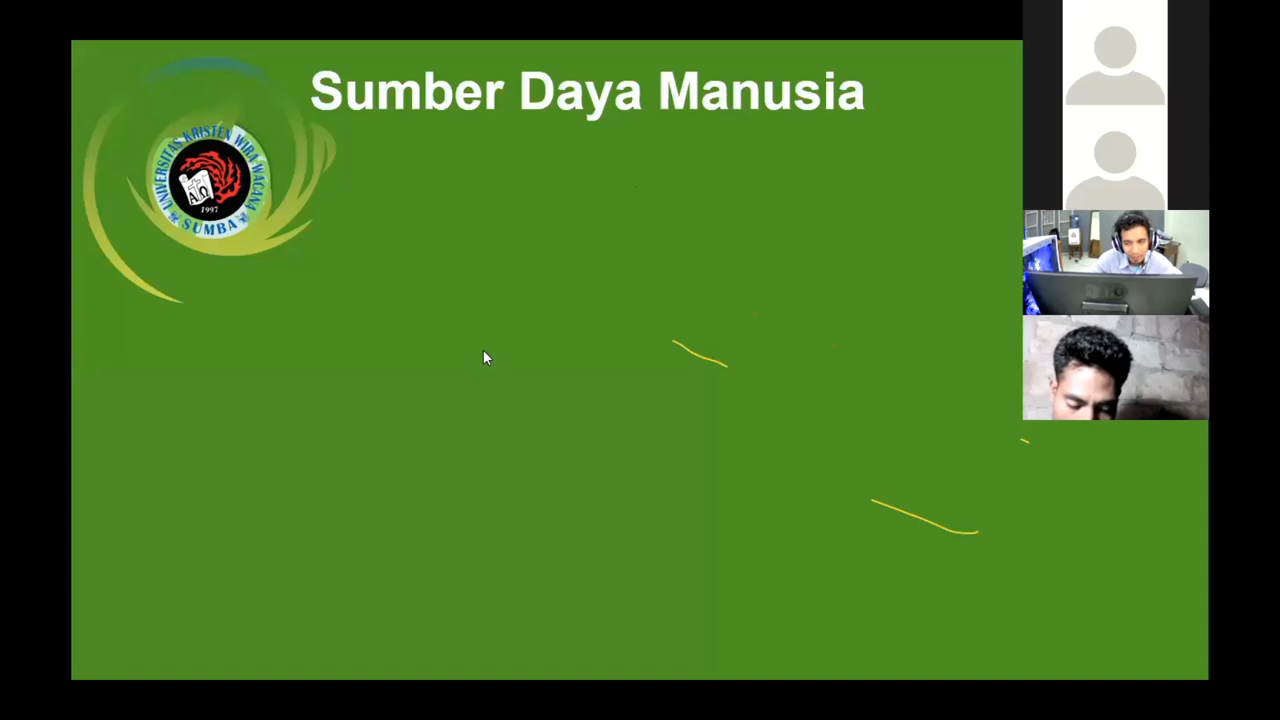 Sumber Daya Manusia
UNIVERSITAS KRISTEN WIRA WACANA
Α Ω
1997
SUMBA